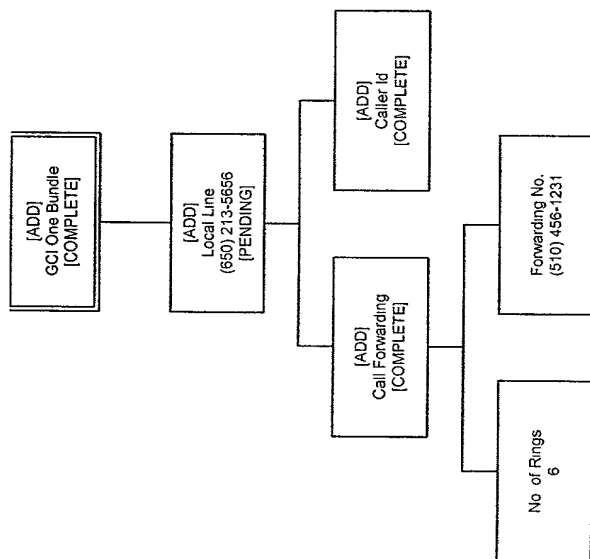 [ADD]
GCI One Bundle
[COMPLETE]
[ADD]
Local Line
(650) 213-5656
[PENDING]
[ADD]
Call Forwarding
[COMPLETE]
[ADD]
Caller Id
[COMPLETE]
No of Rings
6
Forwarding No.
(510) 456-1231